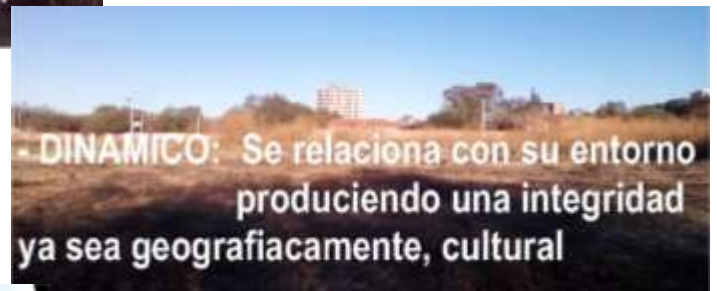 - DINAMICO: Se relaciona con su entorno
produciendo una integridad
ya sea geografiacamente, cultural